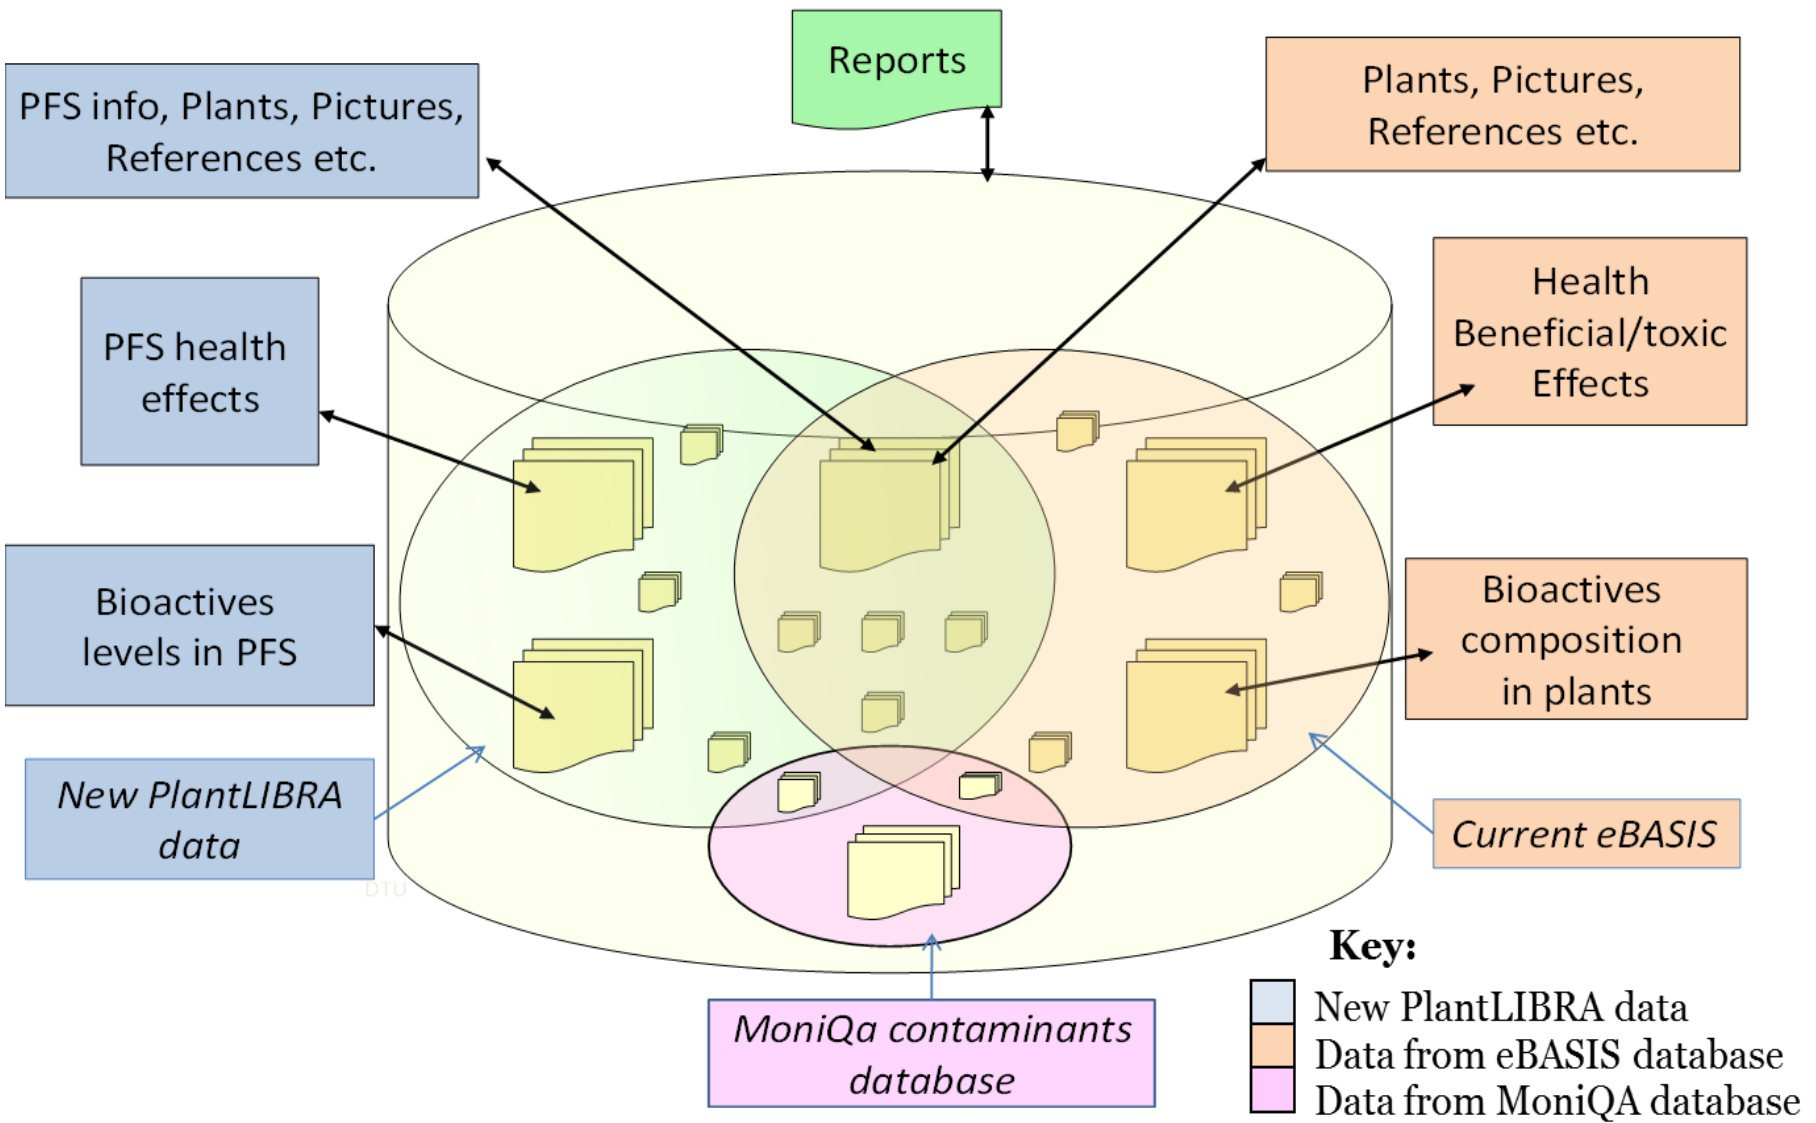 Reports
PFS info, Plants, Pictures,
References etc.
Plants, Pictures,
References etc.
PFS health
effects
Health
Beneficial/toxic
Effects
Bioactives
levels in PFS
Bioactives
composition
in plants
New PlantLIBRA
data
Current eBASIS
DTU
MoniQa contaminants
database
Key:
New PlantLIBRA data
Data from eBASIS database
Data from MoniQA database